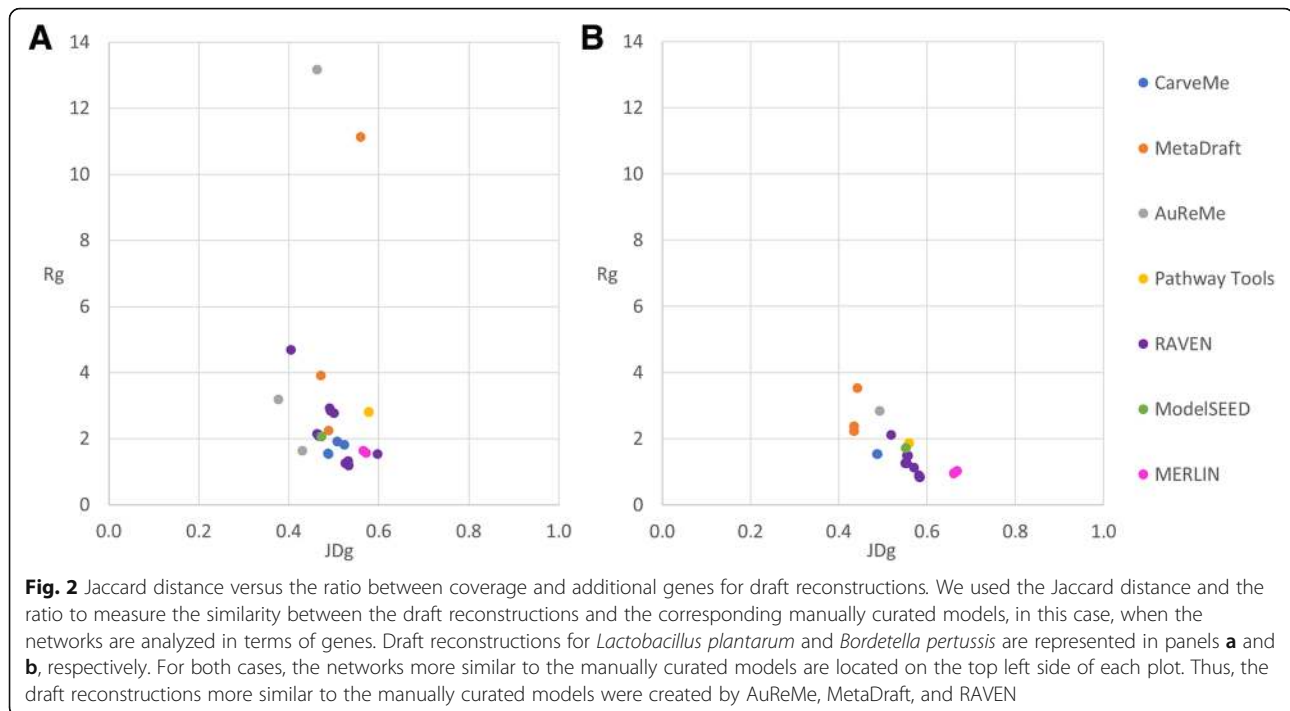 A
14
12
10
8
Rg
6
4
2
0
0.0 0.2 0.4 0.6 0.8 1.0
JDg
B
14
12
10
8
Rg
6
4
2
0
0.0 0.2 0.4 0.6 0.8 1.0
JDg
CarveMe
MetaDraft
AuReMe
Pathway Tools
RAVEN
ModelSEED
MERLIN
Fig. 2 Jaccard distance versus the ratio between coverage and additional genes for draft reconstructions. We used the Jaccard distance and the
ratio to measure the similarity between the draft reconstructions and the corresponding manually curated models, in this case, when the
networks are analyzed in terms of genes. Draft reconstructions for Lactobacillus plantarum and Bordetella pertussis are represented in panels a and
b, respectively. For both cases, the networks more similar to the manually curated models are located on the top left side of each plot. Thus, the
draft reconstructions more similar to the manually curated models were created by AuReMe, MetaDraft, and RAVEN